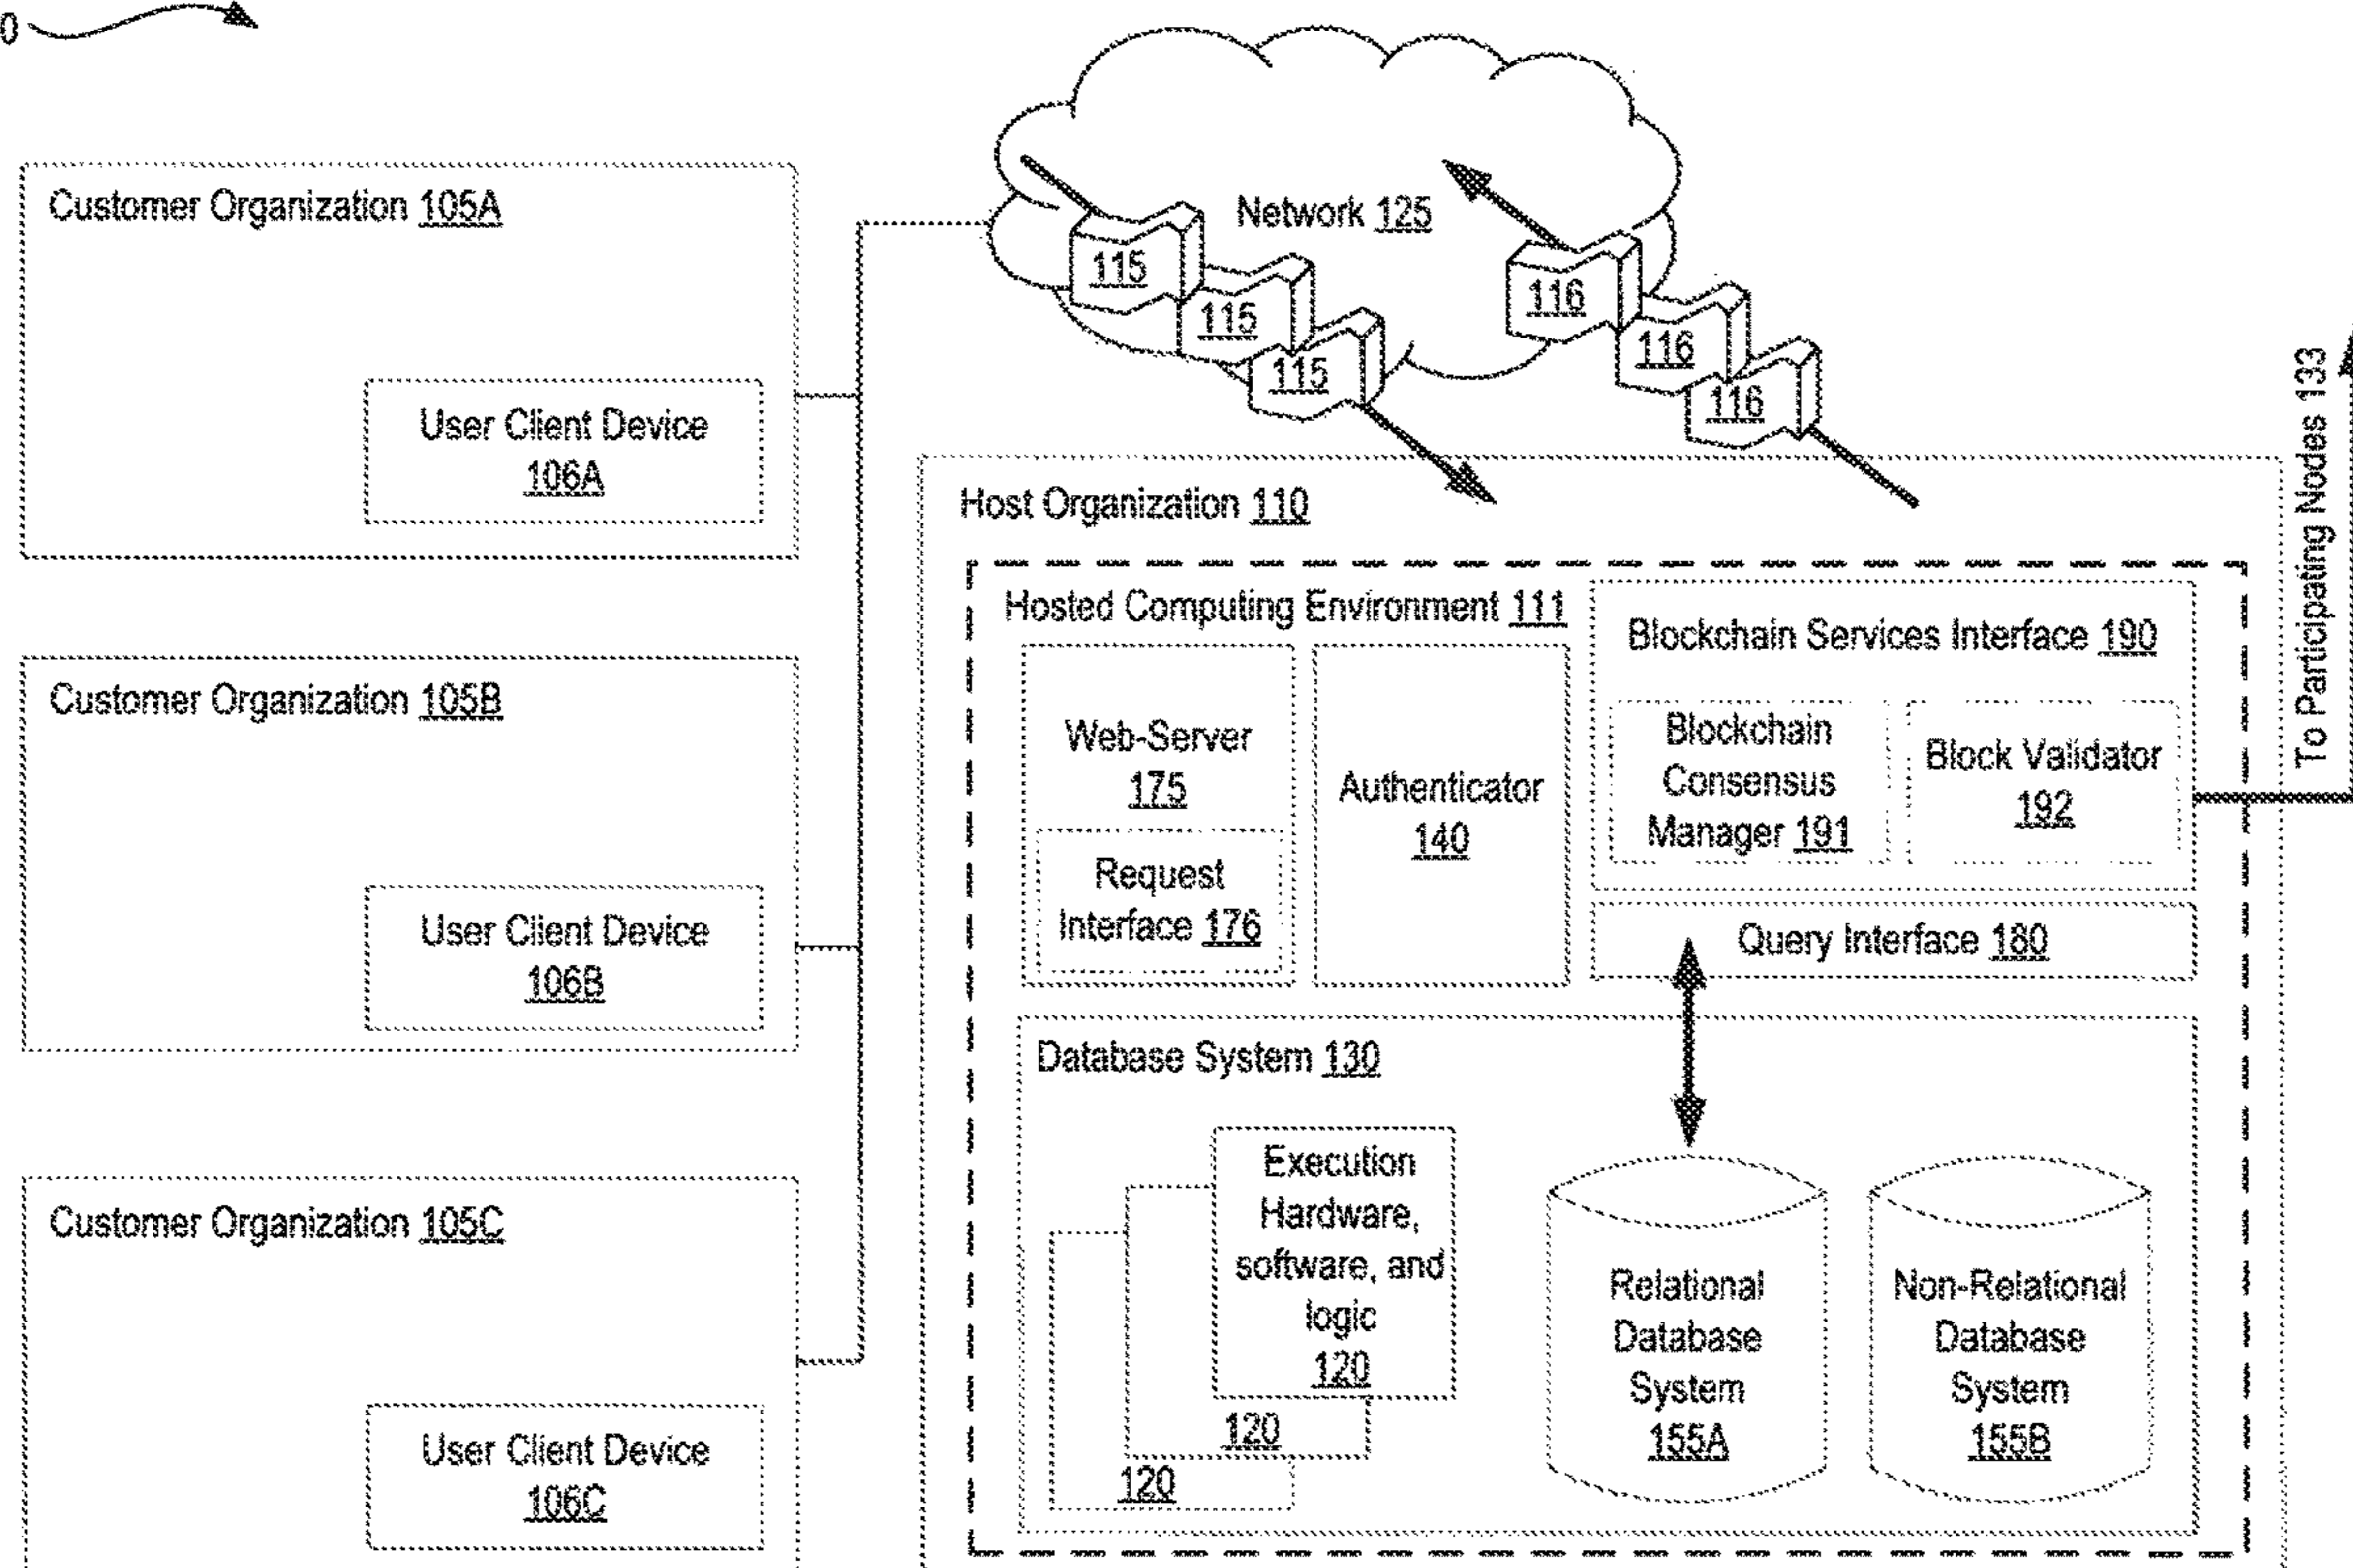 0
Customer Organization 105A
User Client Device
106A
Customer Organization 105B
User Client Device
106B
Customer Organization 105C
User Client Device
106C
Network 125
115
115
115
116
116
116
To Participating Nodes 133
Host Organization 110
Hosted Computing Environment 111
Web-Server
175
Request
Interface 176
Authenticator
140
Blockchain Services Interface 190
Blockchain
Consensus
Manager 191
Block Validator
192
Query Interface 180
Database System 130
Execution
Hardware,
software, and
logic
120
120
120
Relational
Database
System
155A
Non-Relational
Database
System
155B